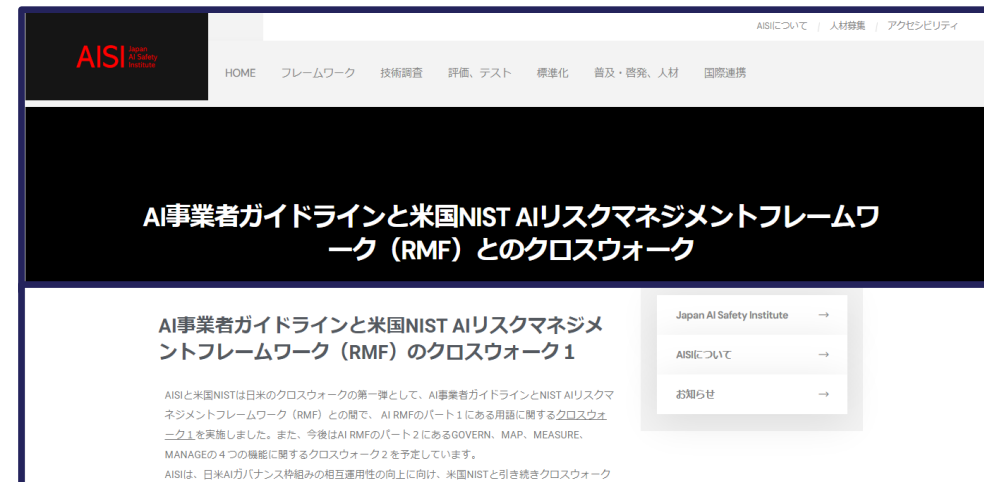 AISIについて | 人材募集 | アクセシビリティ
AISI Japan AI Safety Institute
HOME フレームワーク 技術調査 評価、テスト 標準化 普及・啓発、人材 国際連携
AI事業者ガイドラインと米国NIST AIリスクマネジメントフレームワ
ーク（RMF）とのクロスウォーク
AI事業者ガイドラインと米国NIST AIリスクマネジメ
ントフレームワーク（RMF）のクロスウォーク１
AISIと米国NISTは日米のクロスウォークの第一弾として、AI事業者ガイドラインとNIST AIリスクマ
ネジメントフレームワーク（RMF）との間で、 AI RMFのパート１にある用語に関するクロスウォ
ーク１を実施しました。また、今後はAI RMFのパート２にあるGOVERN、MAP、MEASURE、
MANAGEの４つの機能に関するクロスウォーク２を予定しています。
AISIは、日米AIガバナンス枠組みの相互運用性の向上に向け、米国NISTと引き続きクロスウォーク
Japan AI Safety Institute →
AISIについて →
お知らせ →